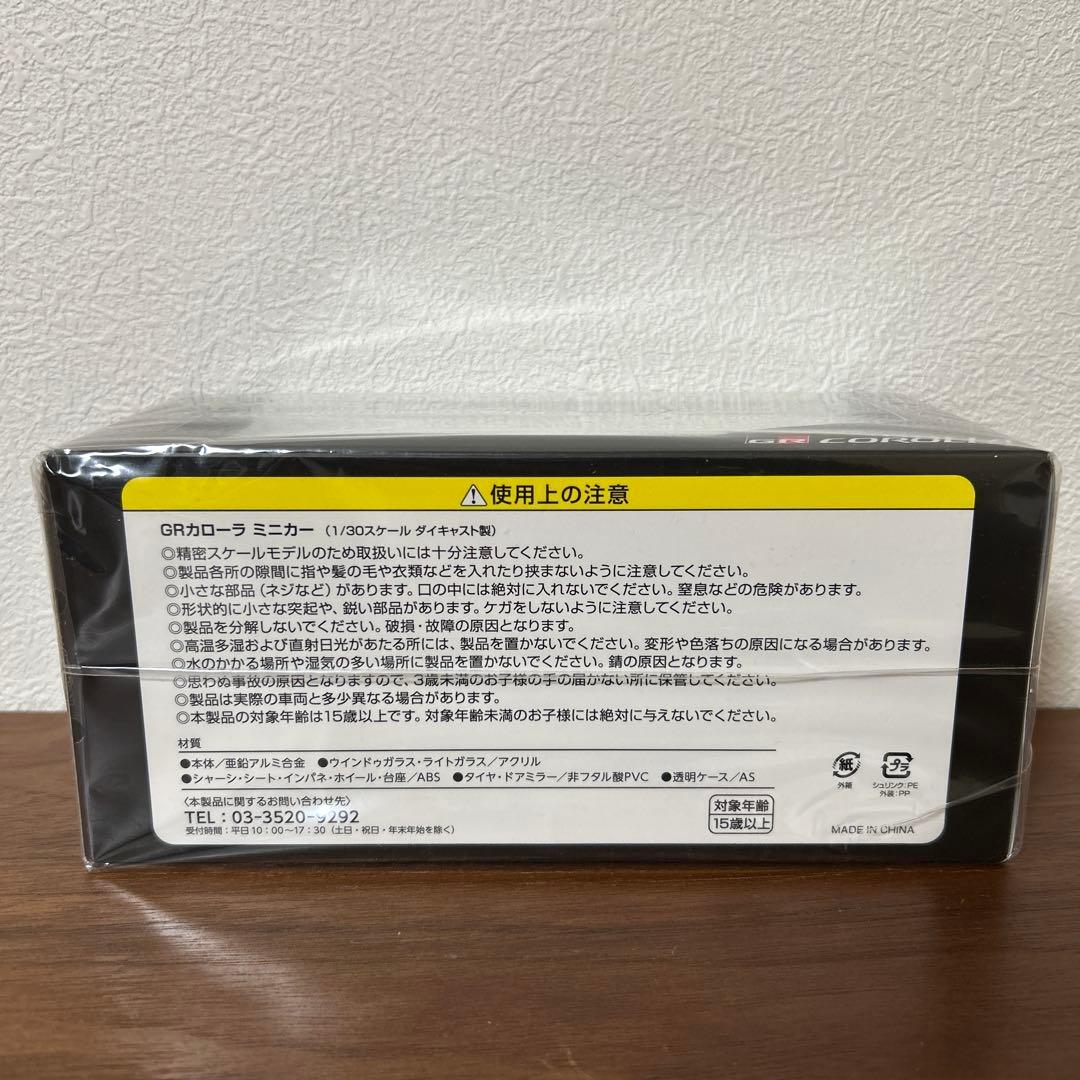 GR COROLLA
⚠使用上の注意
GRカローラ ミニカー (1/30スケール ダイキャスト製)
◎精密スケールモデルのため取扱いには十分注意してください。
◎製品各所の隙間に指や髪の毛や衣類などを入れたり挟まないように注意してください。
◎小さな部品(ネジなど)があります。口の中には絶対に入れないでください。窒息などの危険があります。
◎形状的に小さな突起や、鋭い部品があります。ケガをしないように注意してください。
◎製品を分解しないでください。破損・故障の原因となります。
◎高温多湿および直射日光があたる所には、製品を置かないでください。変形や色落ちの原因になる場合があります。
◎水のかかる場所や湿気の多い場所に製品を置かないでください。錆の原因となります。
◎思わぬ事故の原因となりますので、3歳未満のお子様の手の届かない所に保管してください。
◎製品は実際の車両と多少異なる場合があります。
◎本製品の対象年齢は15歳以上です。対象年齢未満のお子様には絶対に与えないでください。
材質
●本体/亜鉛アルミ合金 ●ウインドゥガラス・ライトガラス/アクリル
●シャーシ・シート・インパネ・ホイール・台座/ABS ●タイヤ・ドアミラー/非フタル酸PVC ●透明ケース/AS
〈本製品に関するお問い合わせ先〉
TEL：03-3520-9292
受付時間：平日10：00〜17：30(土日・祝日・年末年始を除く)
対象年齢
15歳以上
紙
外箱
プラ
シュリンク：PE
外装：PP
MADE IN CHINA